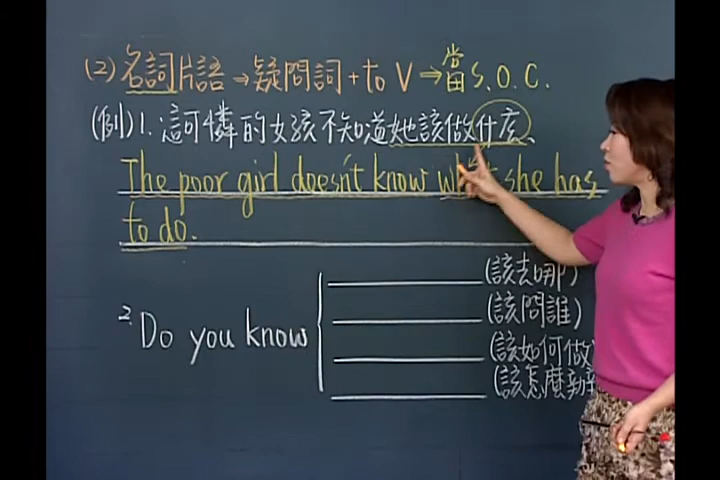 (2) 名詞片語 → 疑問詞 + to V → 當 S. O. C.
(例) 1. 這可憐的女孩不知道她該做什麼、
The poor girl doesn't know what she has
to do.
2. Do you know
(該去哪)
(該問誰)
(該如何做)
(該怎麼辦